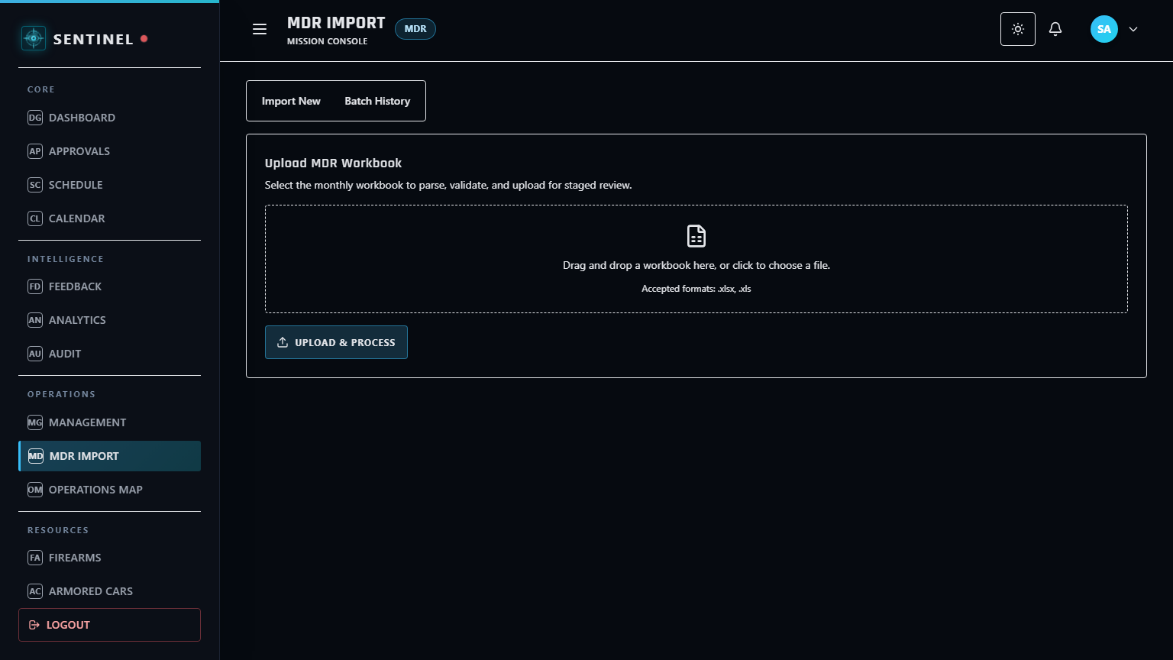 SENTINEL
CORE
DG DASHBOARD
AP APPROVALS
SC SCHEDULE
CL CALENDAR
INTELLIGENCE
FD FEEDBACK
AN ANALYTICS
AU AUDIT
OPERATIONS
MG MANAGEMENT
MD MDR IMPORT
OM OPERATIONS MAP
RESOURCES
FA FIREARMS
AC ARMORED CARS
LOGOUT
MDR IMPORT MDR
MISSION CONSOLE
SA
Import New Batch History
Upload MDR Workbook
Select the monthly workbook to parse, validate, and upload for staged review.
Drag and drop a workbook here, or click to choose a file.
Accepted formats: .xlsx, .xls
UPLOAD & PROCESS